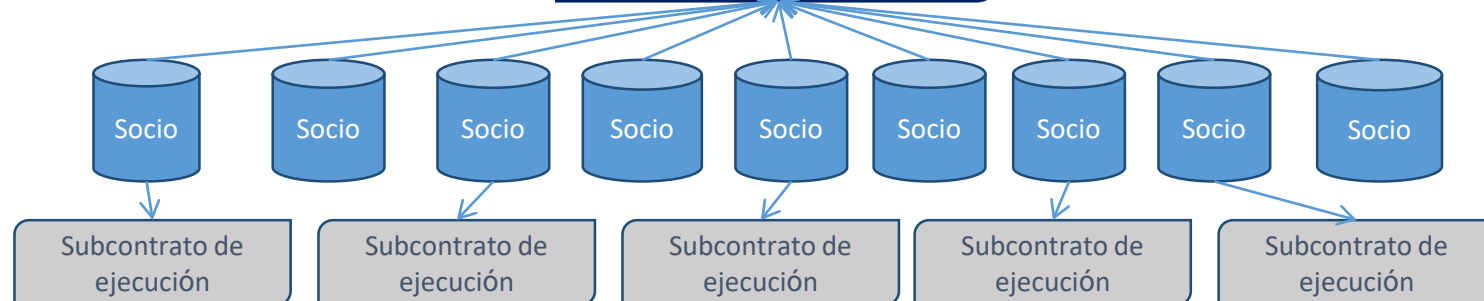 Socio
Socio
Socio
Socio
Socio
Socio
Socio
Socio
Socio
Subcontrato de
ejecución
Subcontrato de
ejecución
Subcontrato de
ejecución
Subcontrato de
ejecución
Subcontrato de
ejecución